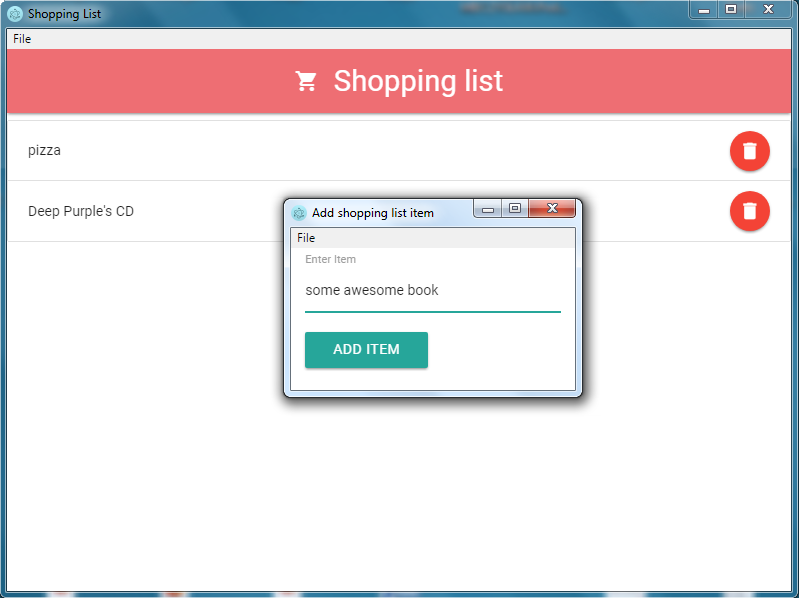 Shopping List
File
Shopping list
pizza
Deep Purple's CD
Add shopping list item
File
Enter Item
some awesome book
ADD ITEM